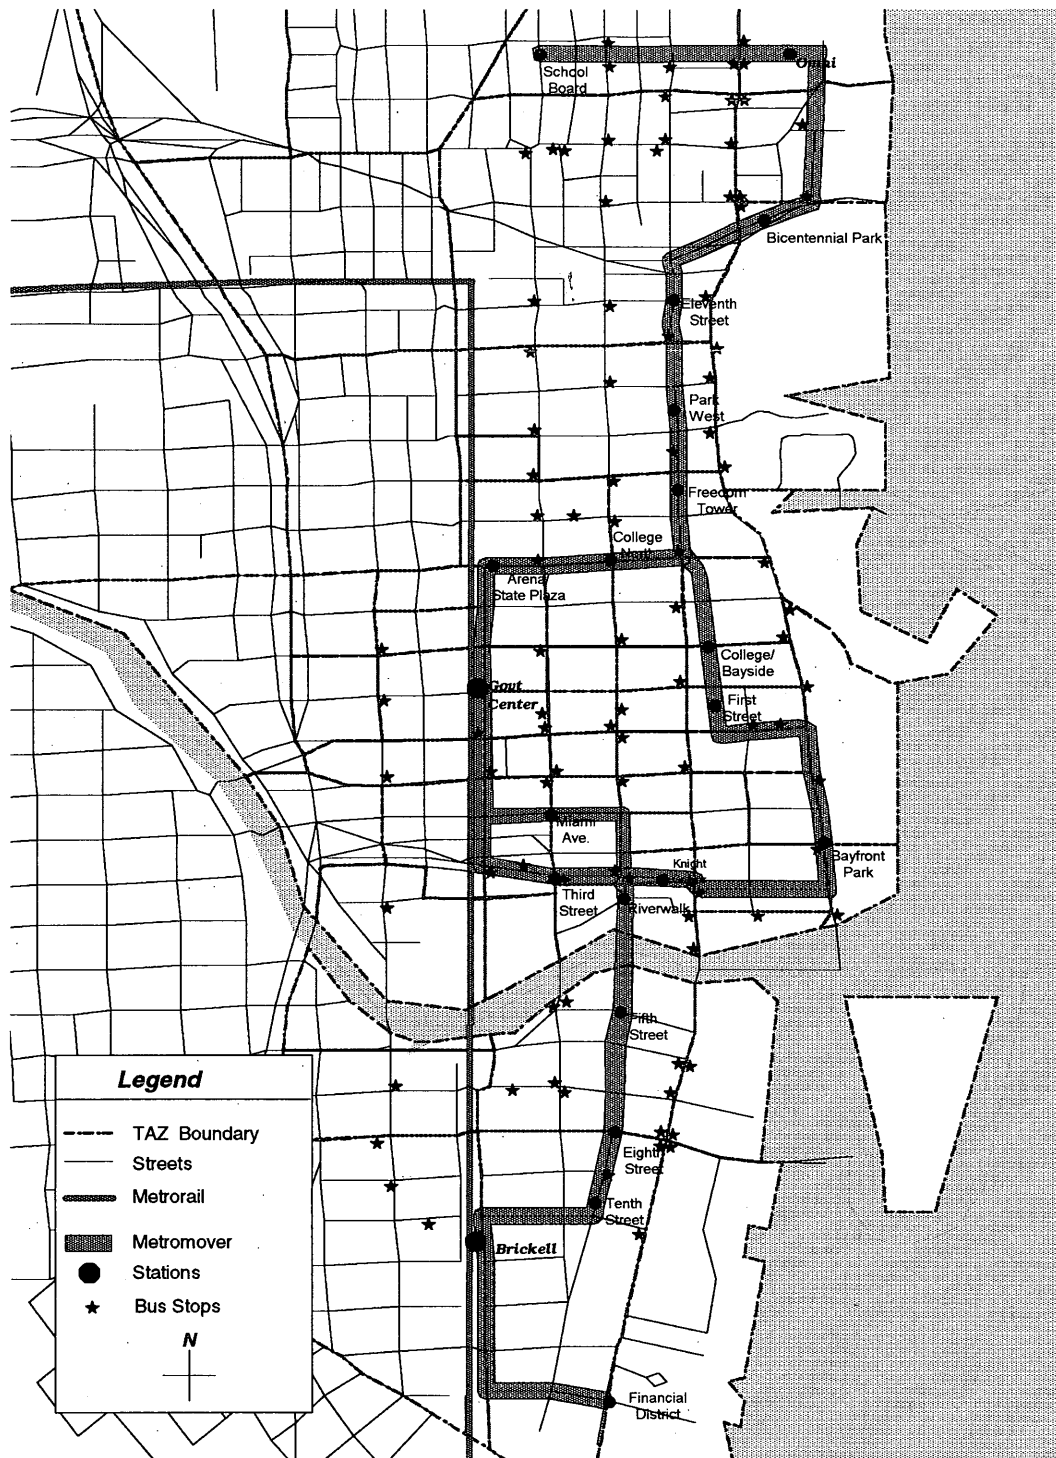 School
Board
Omni
Bicentennial Park
Eleventh
Street
Park
West
Freedom
Tower
College
North
Arena
State Plaza
College/
Bayside
Govt
Center
First
Street
Miami
Ave.
Knight
Bayfront
Park
Third
Street
Riverwalk
Fifth
Street
Legend
TAZ Boundary
Streets
Metrorail
Metromover
Stations
Bus Stops
N
Eighth
Street
Tenth
Street
Brickell
Financial
District